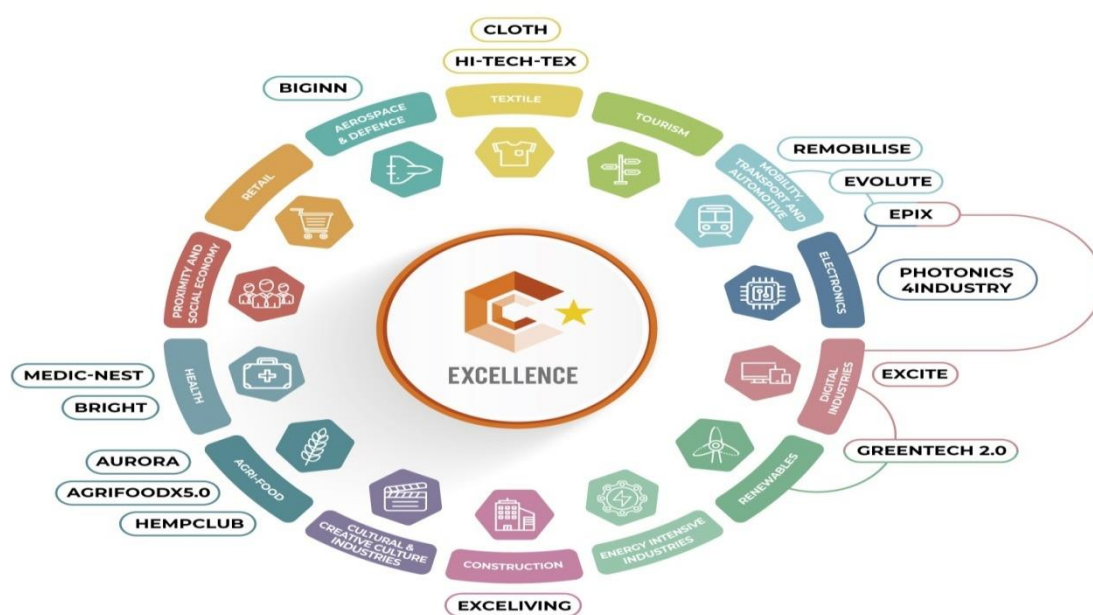 CLOTH
HI-TECH-TEX
BIGINN
AEROSPACE
& DEFENCE
TEXTILE
TOURISM
REMOBILISE
MOBILITY,
TRANSPORT AND
AUTOMOTIVE
EVOLUTE
EPIX
RETAIL
PROXIMITY AND
SOCIAL ECONOMY
ELECTRONICS
PHOTONICS
4INDUSTRY
EXCELLENCE
MEDIC-NEST
BRIGHT
HEALTH
DIGITAL
INDUSTRIES
EXCITE
AURORA
AGRIFOODX5.0
HEMPCLUB
AGRI-FOOD
RENEWABLES
GREENTECH 2.0
CULTURAL &
CREATIVE CULTURE
INDUSTRIES
CONSTRUCTION
ENERGY INTENSIVE
INDUSTRIES
EXCELIVING